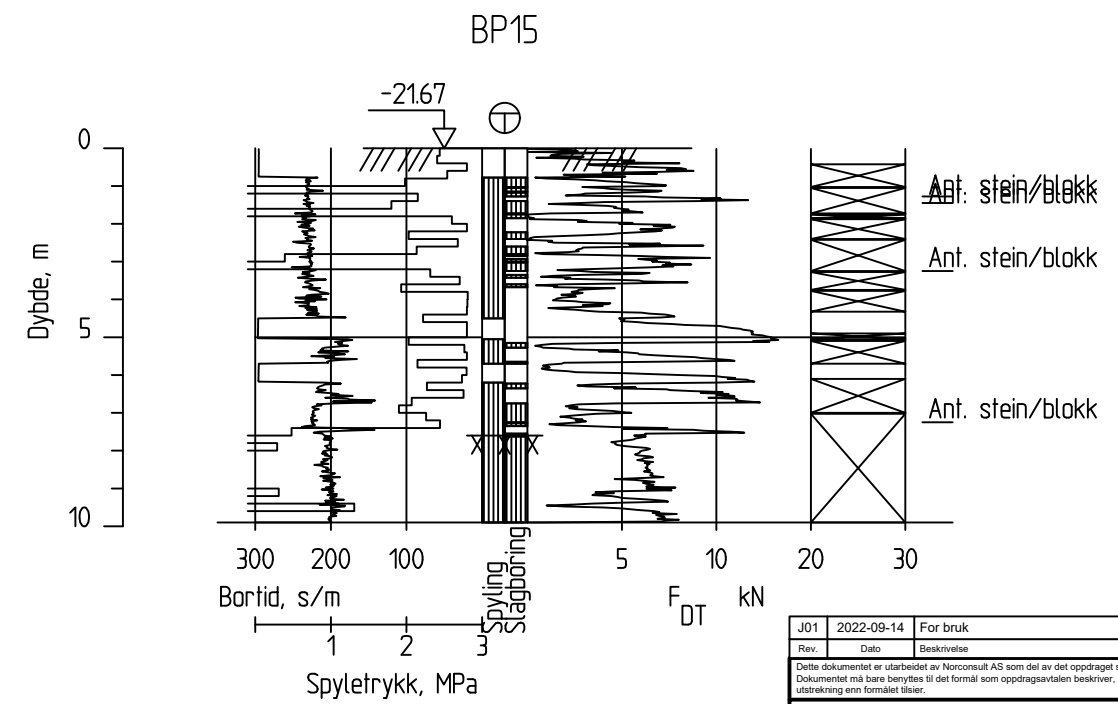 BP15
-21.67
0
Ant. stein/blokk
Ant. stein/blokk
Ant. stein/blokk
Dybde, m
5
Ant. stein/blokk
10
300 200 100 5 10 20 30
Bortid, s/m
Spyling
Slagboring
F DT kN
1 2 3
Spyletrykk, MPa
J01 2022-09-14 For bruk
Rev. Dato Beskrivelse
Dette dokumentet er utarbeidet av Norconsult AS som del av det oppdraget s
Dokumentet må bare benyttes til det formål som oppdragsavtalen beskriver,
utstrekning enn formålet tilsier.